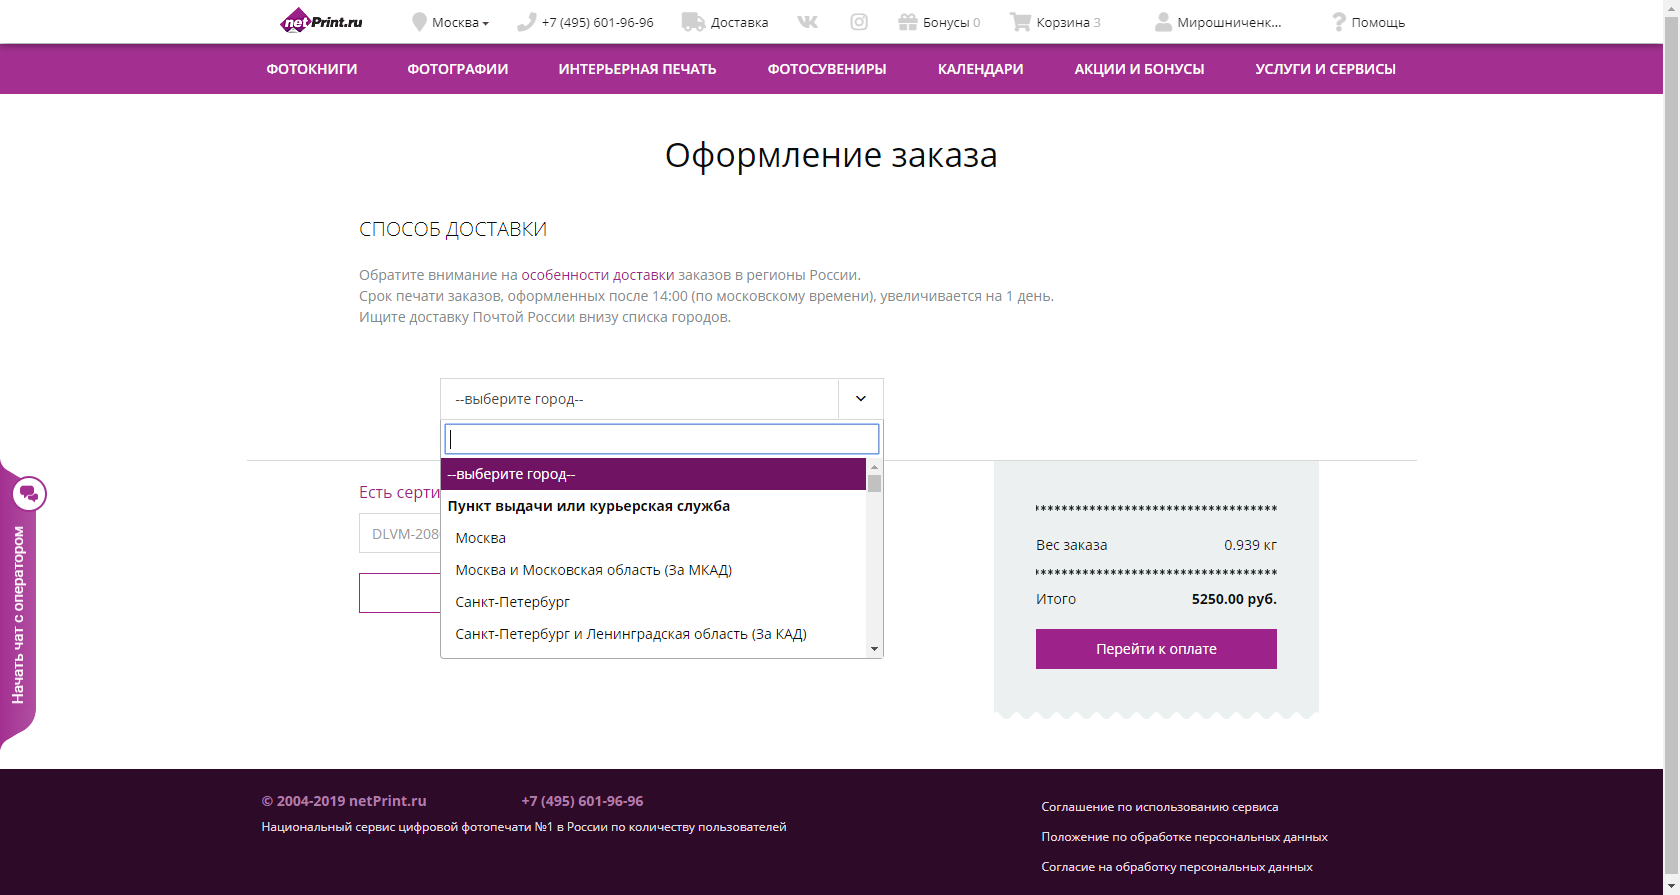 netPrint.ru Москва +7 (495) 601-96-96 Доставка Бонусы 0 Корзина 3 Мирошниченк... Помощь
ФОТОКНИГИ ФОТОГРАФИИ ИНТЕРЬЕРНАЯ ПЕЧАТЬ ФОТОСУВЕНИРЫ КАЛЕНДАРИ АКЦИИ И БОНУСЫ УСЛУГИ И СЕРВИСЫ
Оформление заказа
СПОСОБ ДОСТАВКИ
Обратите внимание на особенности доставки заказов в регионы России.
Срок печати заказов, оформленных после 14:00 (по московскому времени), увеличивается на 1 день.
Ищите доставку Почтой России внизу списка городов.
--выберите город--
--выберите город--
Пункт выдачи или курьерская служба
Москва
Москва и Московская область (За МКАД)
Санкт-Петербург
Санкт-Петербург и Ленинградская область (За КАД)
Есть серти
DLVM-208
Вес заказа 0.939 кг
Итого 5250.00 руб.
Перейти к оплате
Начать чат с оператором
© 2004-2019 netPrint.ru +7 (495) 601-96-96
Национальный сервис цифровой фотопечати №1 в России по количеству пользователей
Соглашение по использованию сервиса
Положение по обработке персональных данных
Согласие на обработку персональных данных